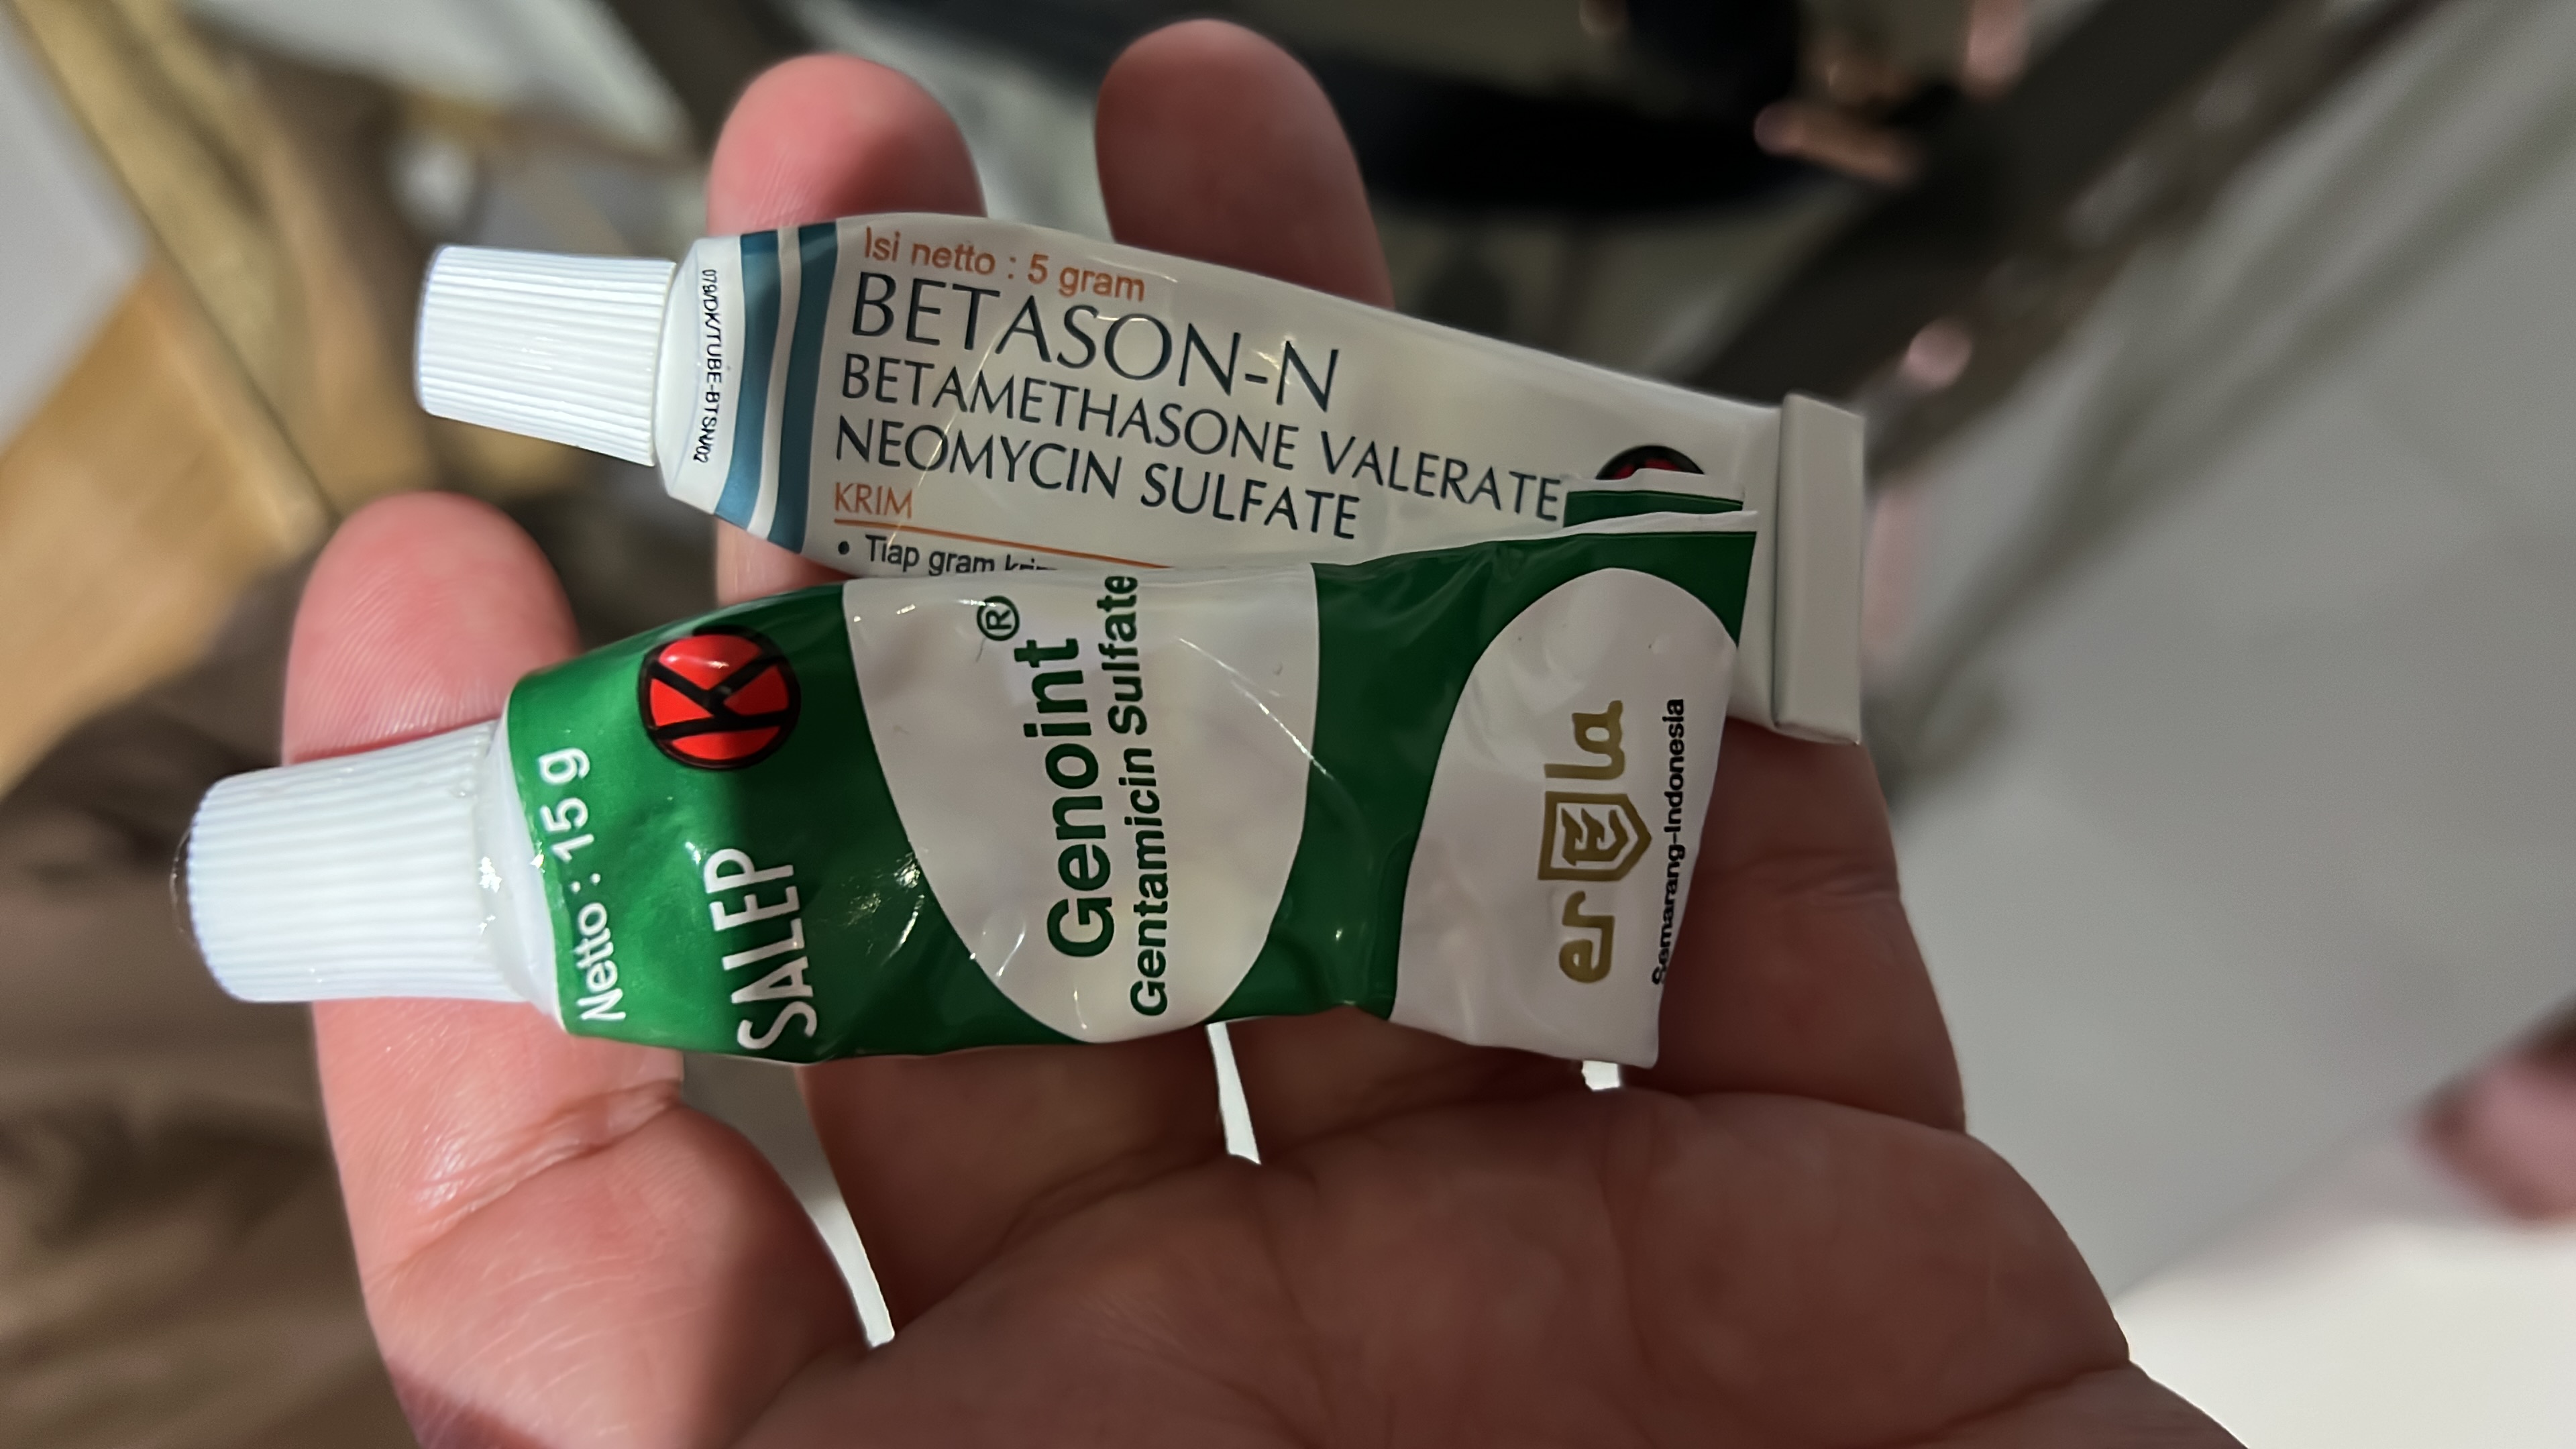 Netto : 15 g
SALEP
K
Genoint®
Gentamicin Sulfate
erela
Semarang-Indonesia
079/DK/TUBE-BTSN/02
Isi netto : 5 gram
BETASON-N
BETAMETHASONE VALERATE
NEOMYCIN SULFATE
KRIM
• Tiap gram